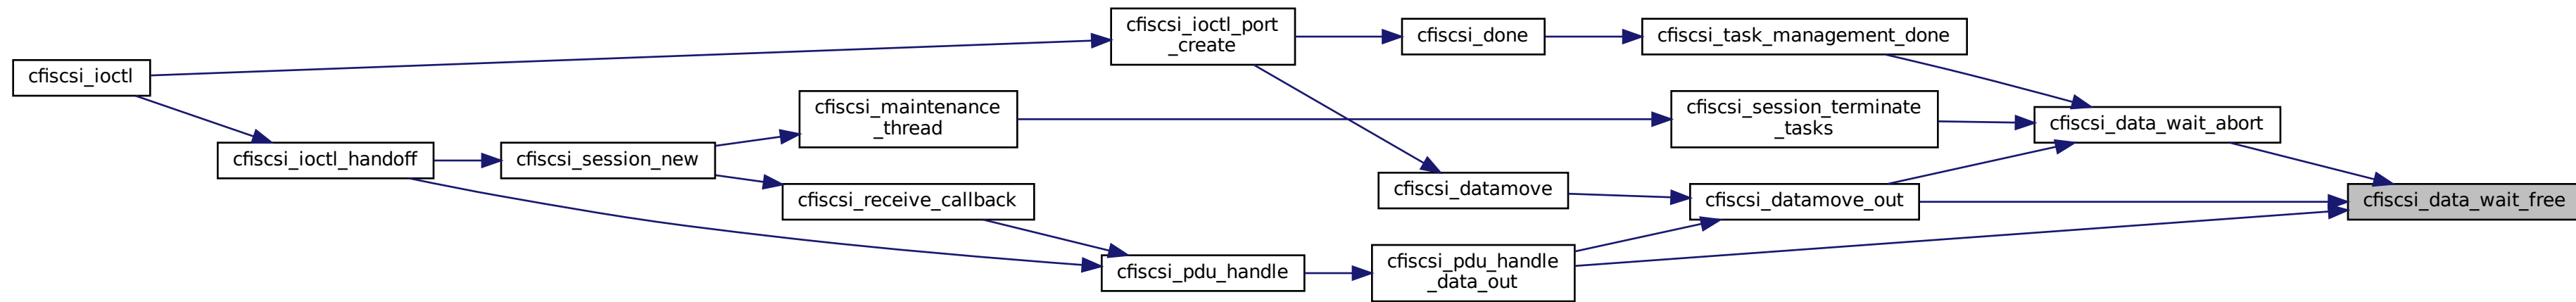 cfiscsi_ioctl
cfiscsi_ioctl_handoff
cfiscsi_session_new
cfiscsi_maintenance
_thread
cfiscsi_receive_callback
cfiscsi_ioctl_port
_create
cfiscsi_pdu_handle
cfiscsi_done
cfiscsi_datamove
cfiscsi_pdu_handle
_data_out
cfiscsi_task_management_done
cfiscsi_session_terminate
_tasks
cfiscsi_datamove_out
cfiscsi_data_wait_abort
cfiscsi_data_wait_free